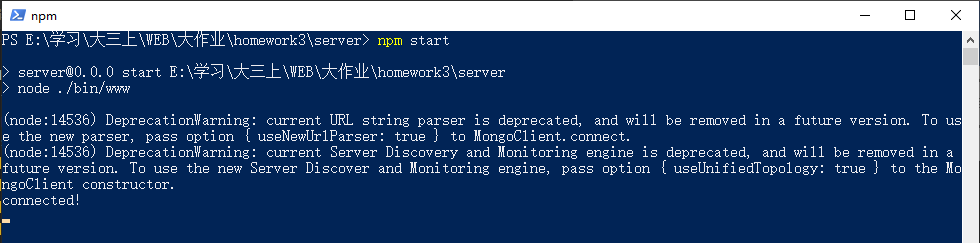 npm
PS E:\学习\大三上\WEB\大作业\homework3\server> npm start
> server@0.0.0 start E:\学习\大三上\WEB\大作业\homework3\server
> node ./bin/www
(node:14536) DeprecationWarning: current URL string parser is deprecated, and will be removed in a future version. To us
e the new parser, pass option { useNewUrlParser: true } to MongoClient.connect.
(node:14536) DeprecationWarning: current Server Discovery and Monitoring engine is deprecated, and will be removed in a
future version. To use the new Server Discover and Monitoring engine, pass option { useUnifiedTopology: true } to the Mo
ngoClient constructor.
connected!